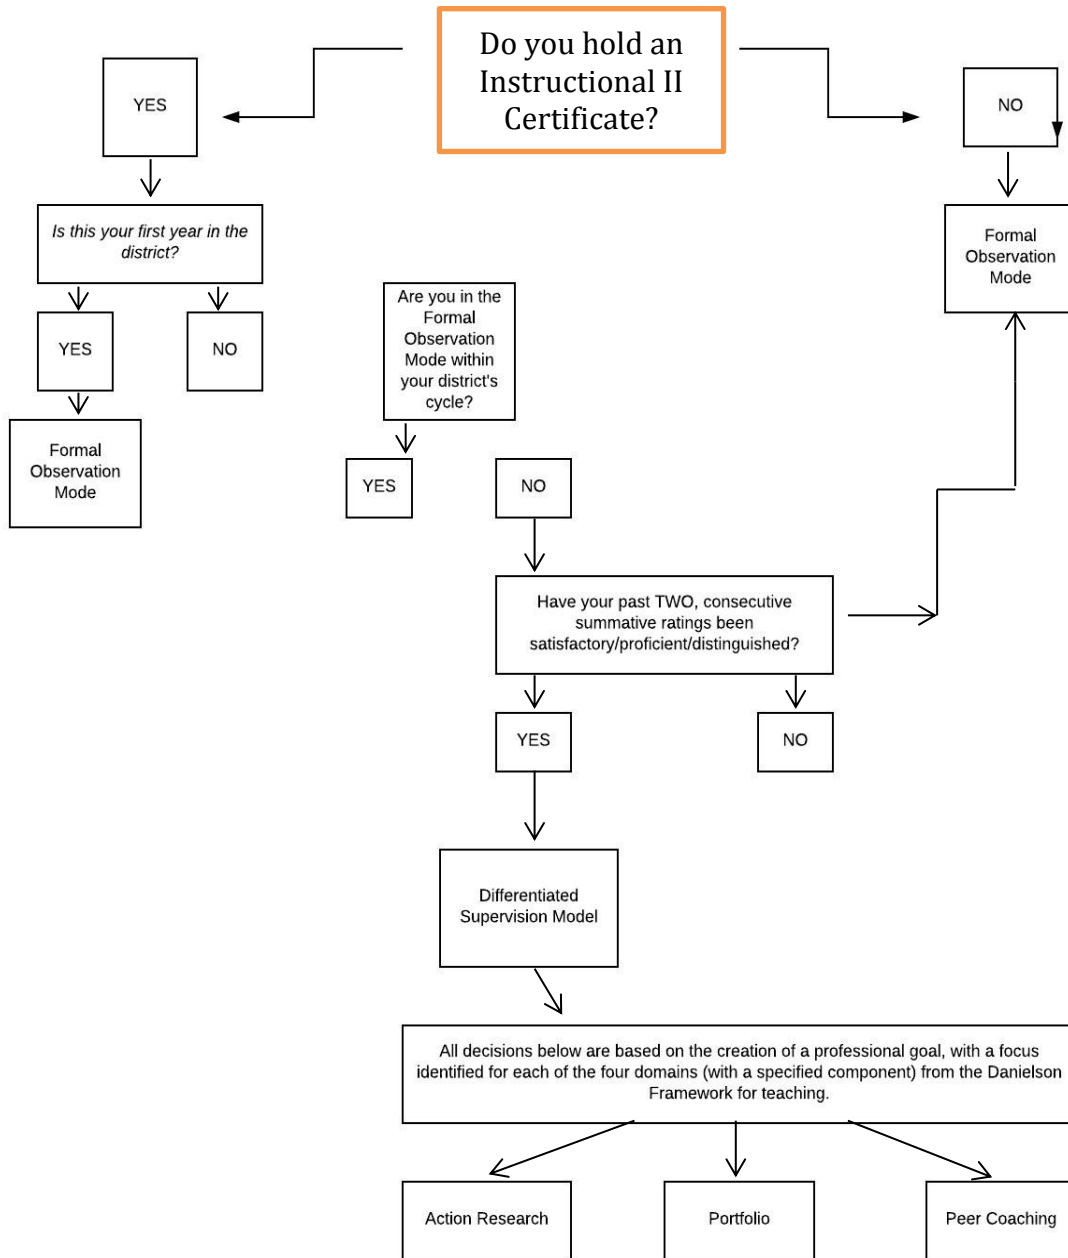 Do you hold an
Instructional II
Certificate?
YES
NO
Is this your first year in the
district?
Formal
Observation
Mode
YES
NO
Are you in the
Formal
Observation
Mode within
your district's
cycle?
Formal
Observation
Mode
YES
NO
Have your past TWO, consecutive
summative ratings been
satisfactory/proficient/distinguished?
YES
NO
Differentiated
Supervision Model
All decisions below are based on the creation of a professional goal, with a focus
identified for each of the four domains (with a specified component) from the Danielson
Framework for teaching.
Action Research
Portfolio
Peer Coaching